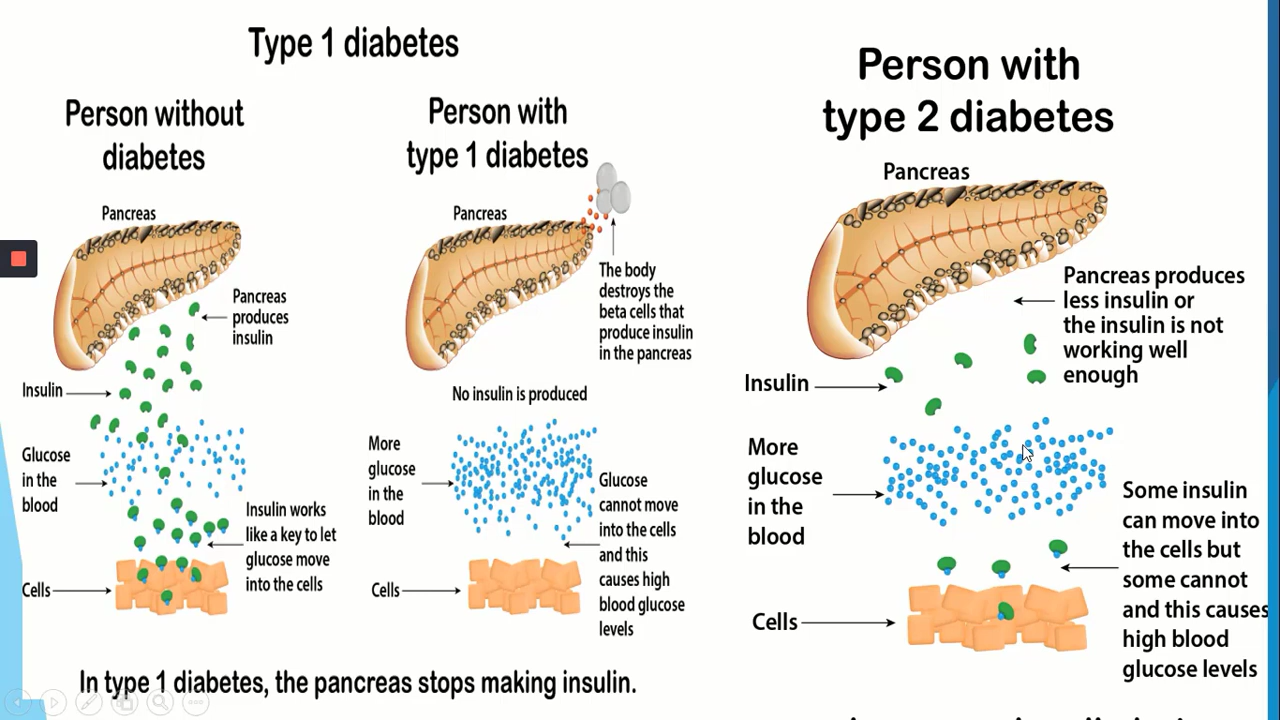 Type 1 diabetes
Person without
diabetes
Pancreas
Pancreas
produces
insulin
Insulin
Glucose
in the
blood
Insulin works
like a key to let
glucose move
into the cells
Cells
Person with
type 1 diabetes
Pancreas
The body
destroys the
beta cells that
produce insulin
in the pancreas
No insulin is produced
More
glucose
in the
blood
Glucose
cannot move
into the cells
and this
causes high
blood glucose
levels
Cells
In type 1 diabetes, the pancreas stops making insulin.
Person with
type 2 diabetes
Pancreas
Pancreas produces
less insulin or
the insulin is not
working well
enough
Insulin
More
glucose
in the
blood
Some insulin
can move into
the cells but
some cannot
and this causes
high blood
glucose levels
Cells